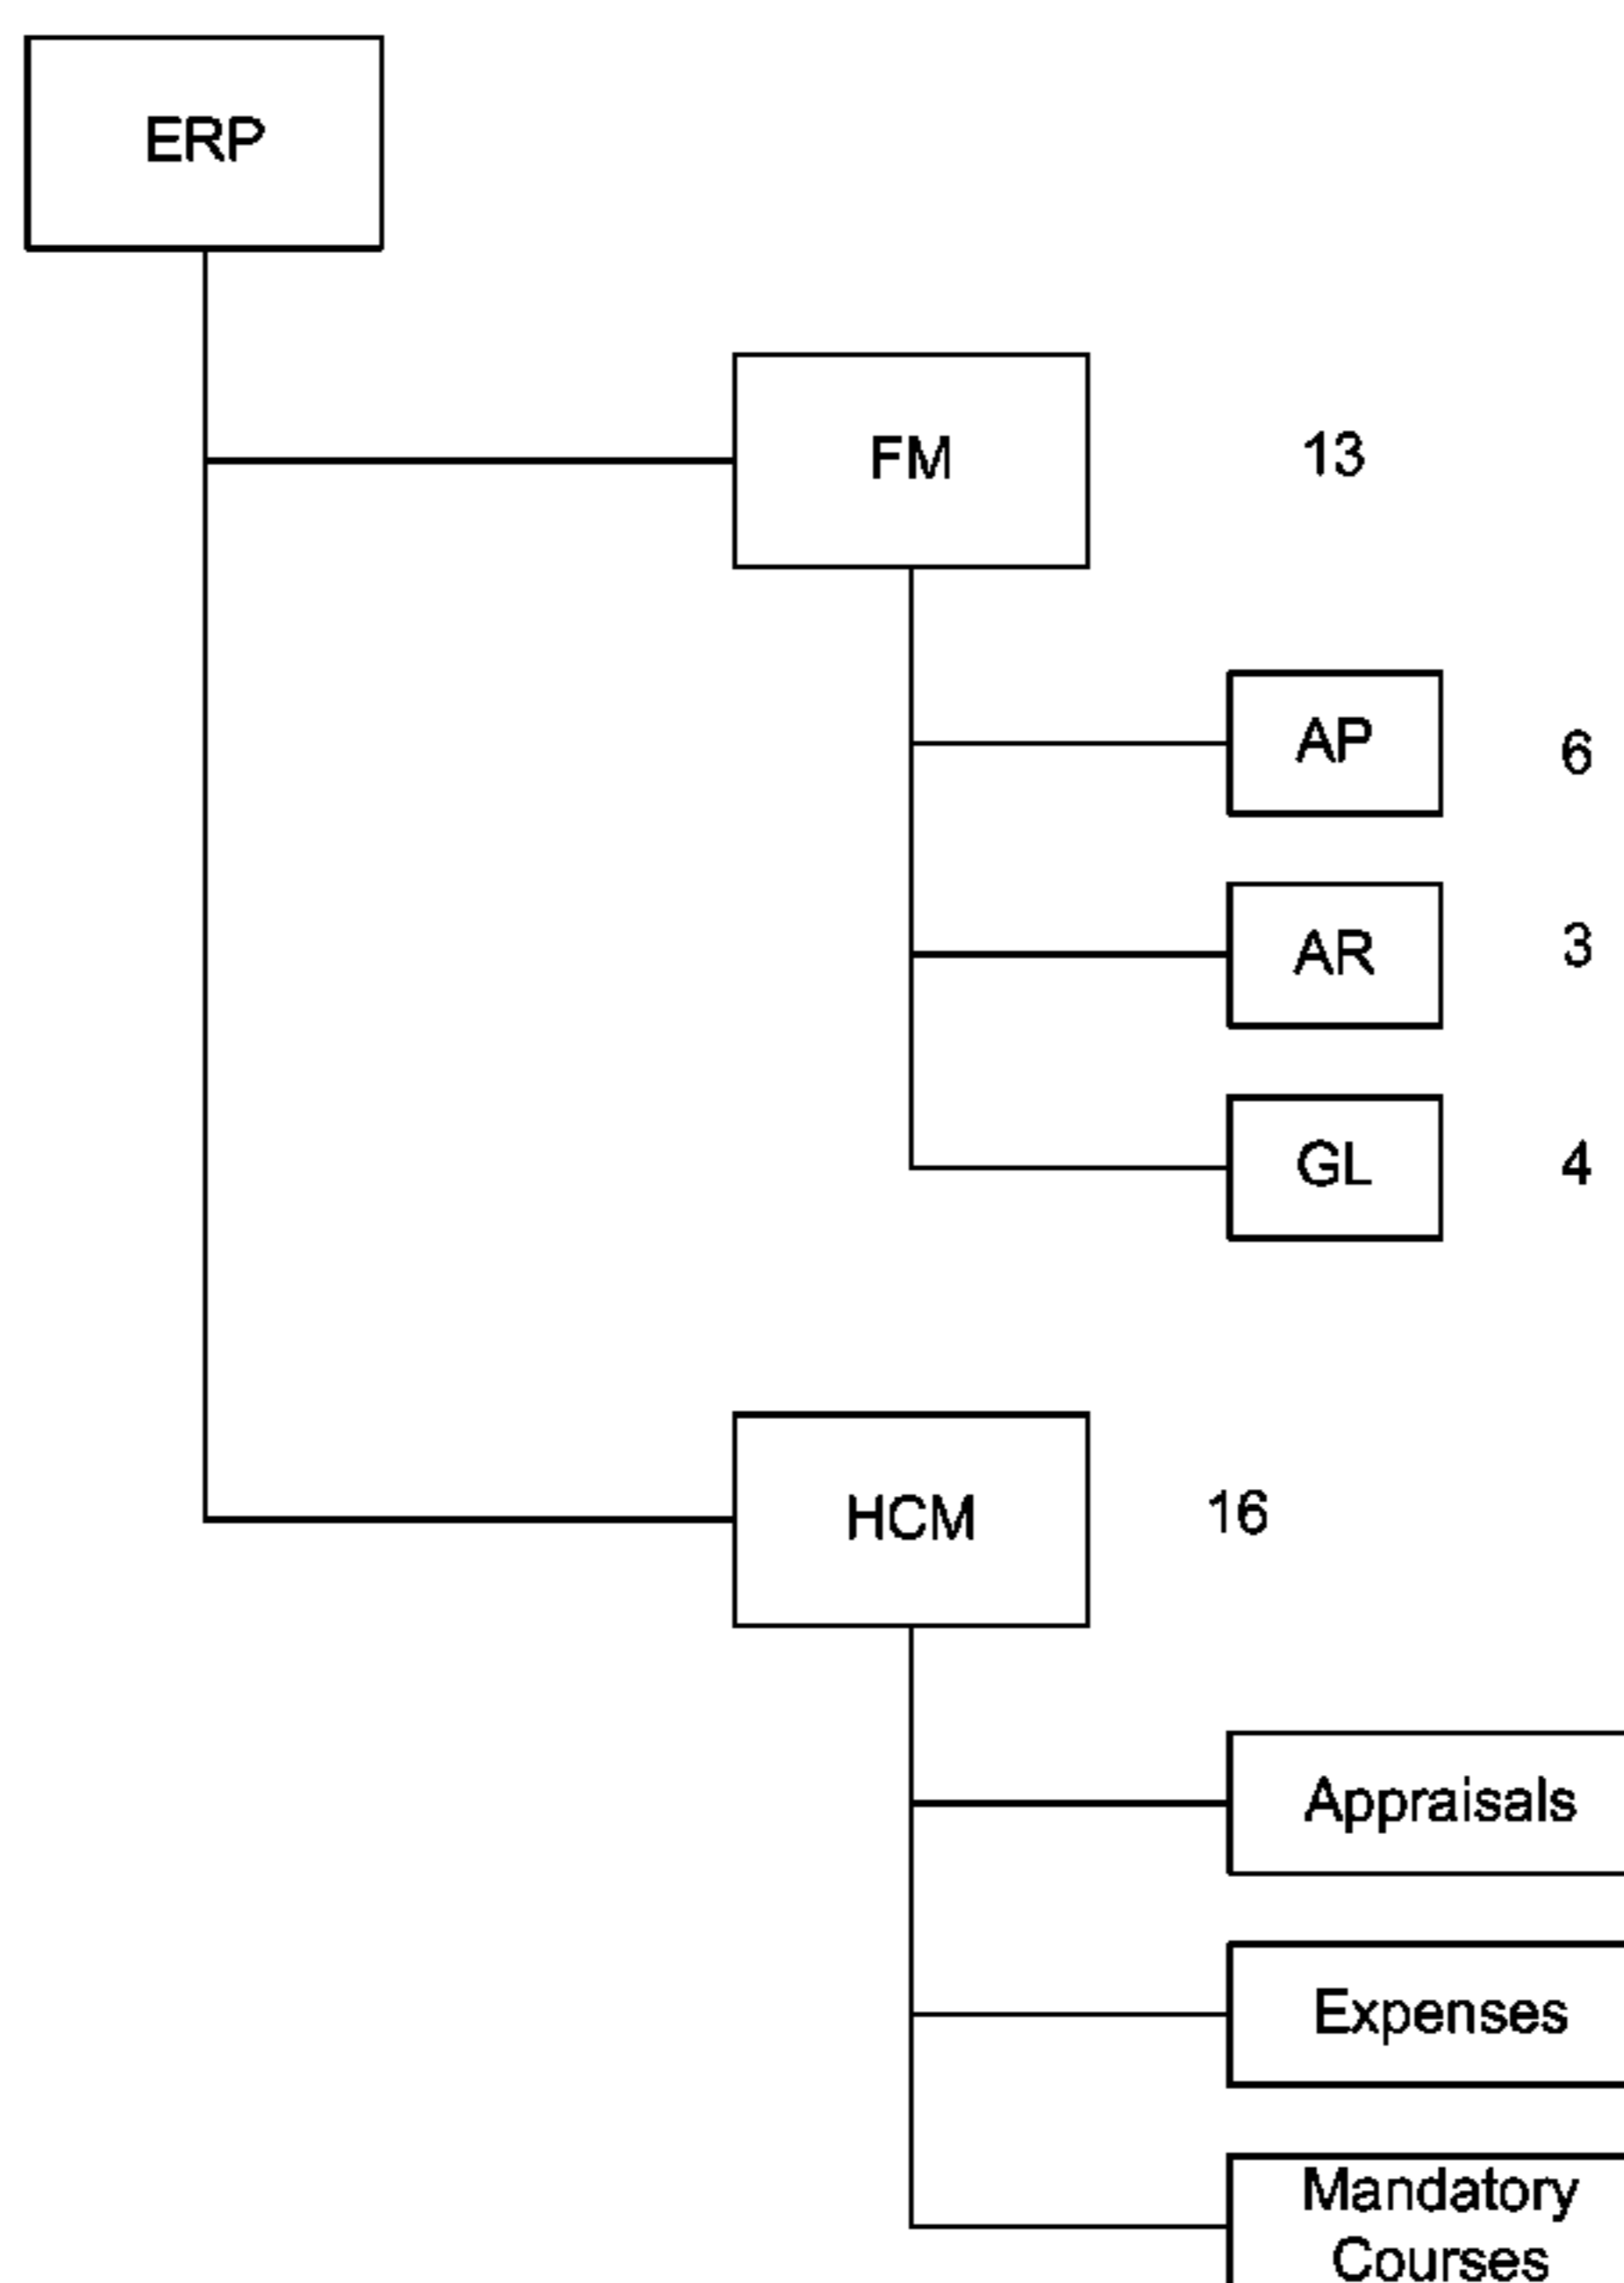 ERP
FM 13
AP 6
AR 3
GL 4
HCM 16
Appraisals
Expenses
Mandatory
Courses